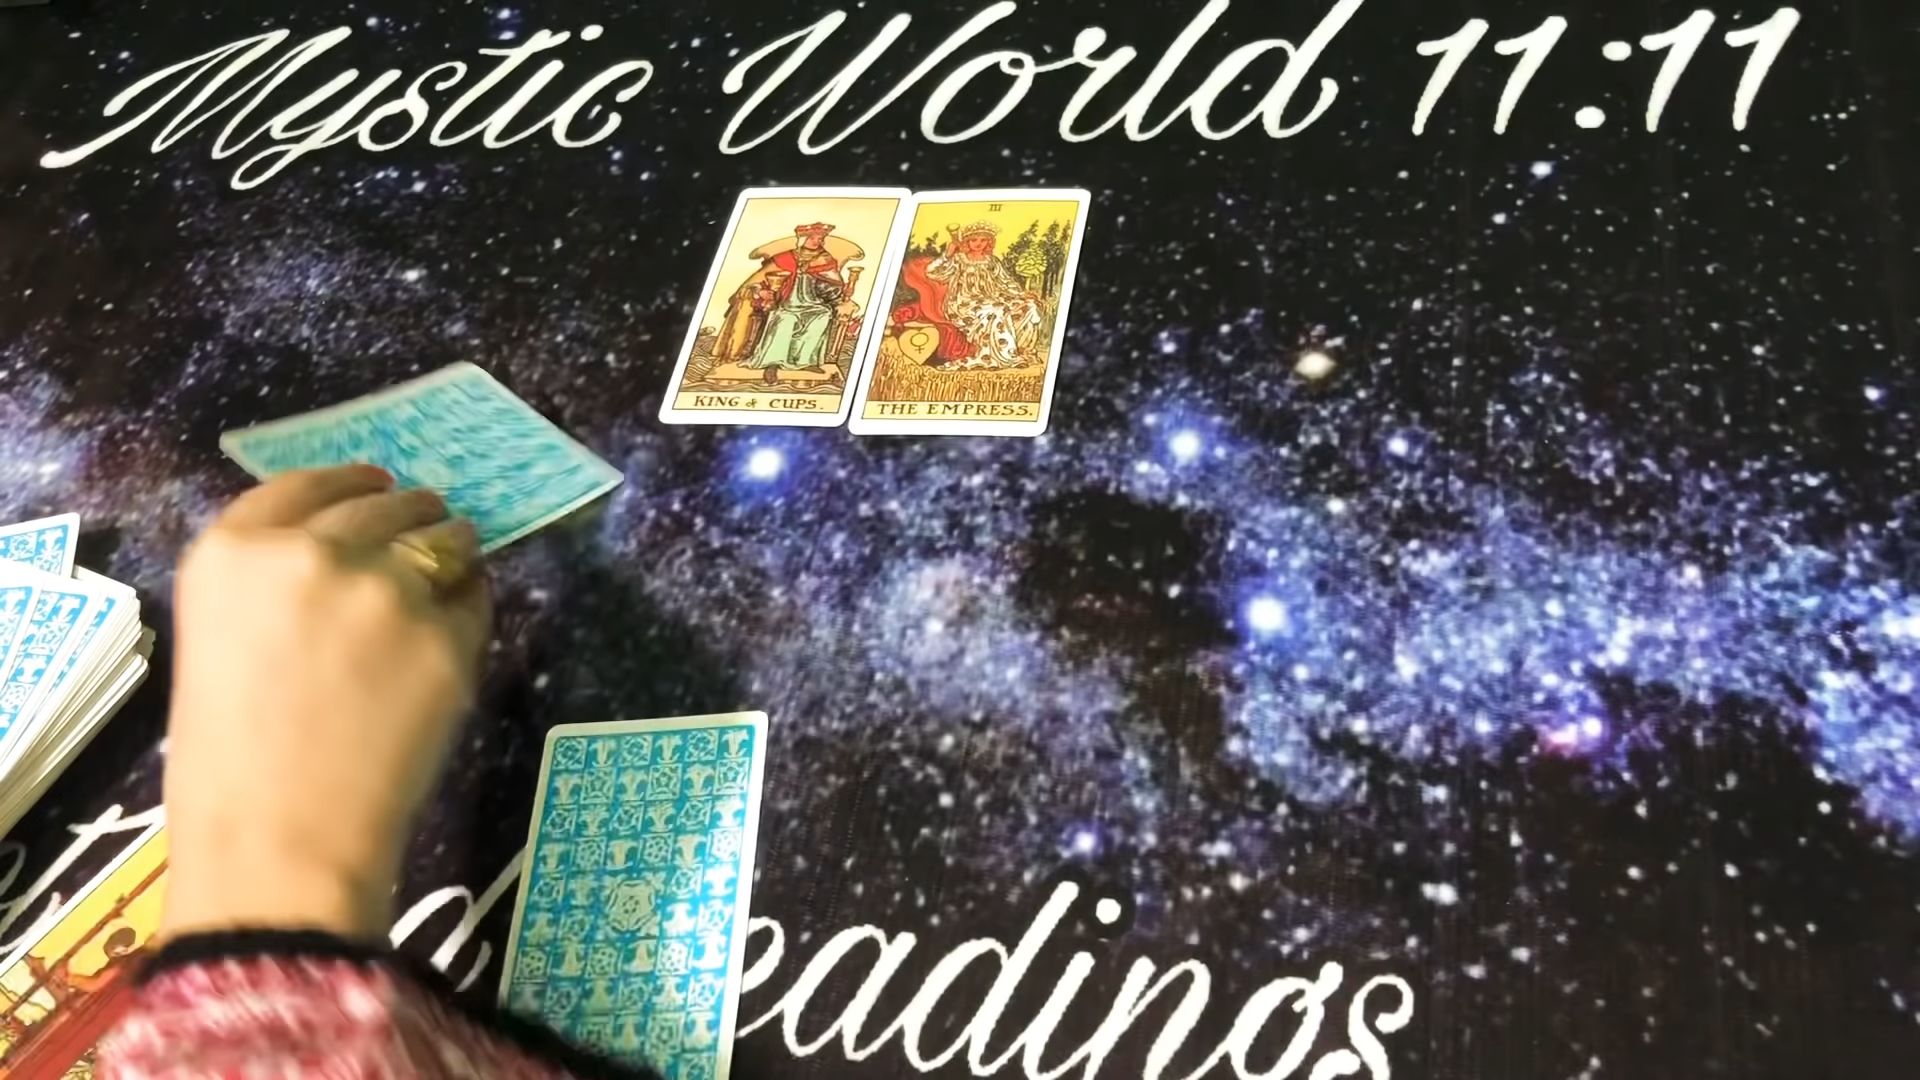 Mystic World 11:11
III
KING of CUPS.
THE EMPRESS.
eadings